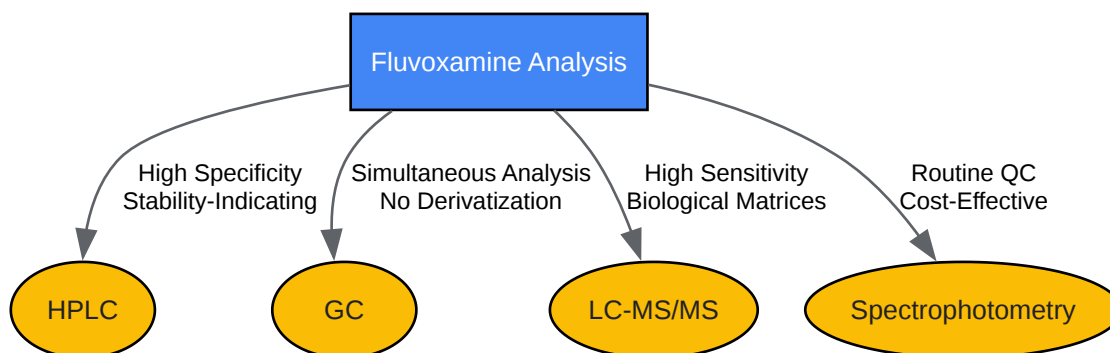 Fluvoxamine Analysis
High Specificity
Stability-Indicating
Simultaneous Analysis
No Derivatization
High Sensitivity
Biological Matrices
Routine QC
Cost-Effective
HPLC
GC
LC-MS/MS
Spectrophotometry